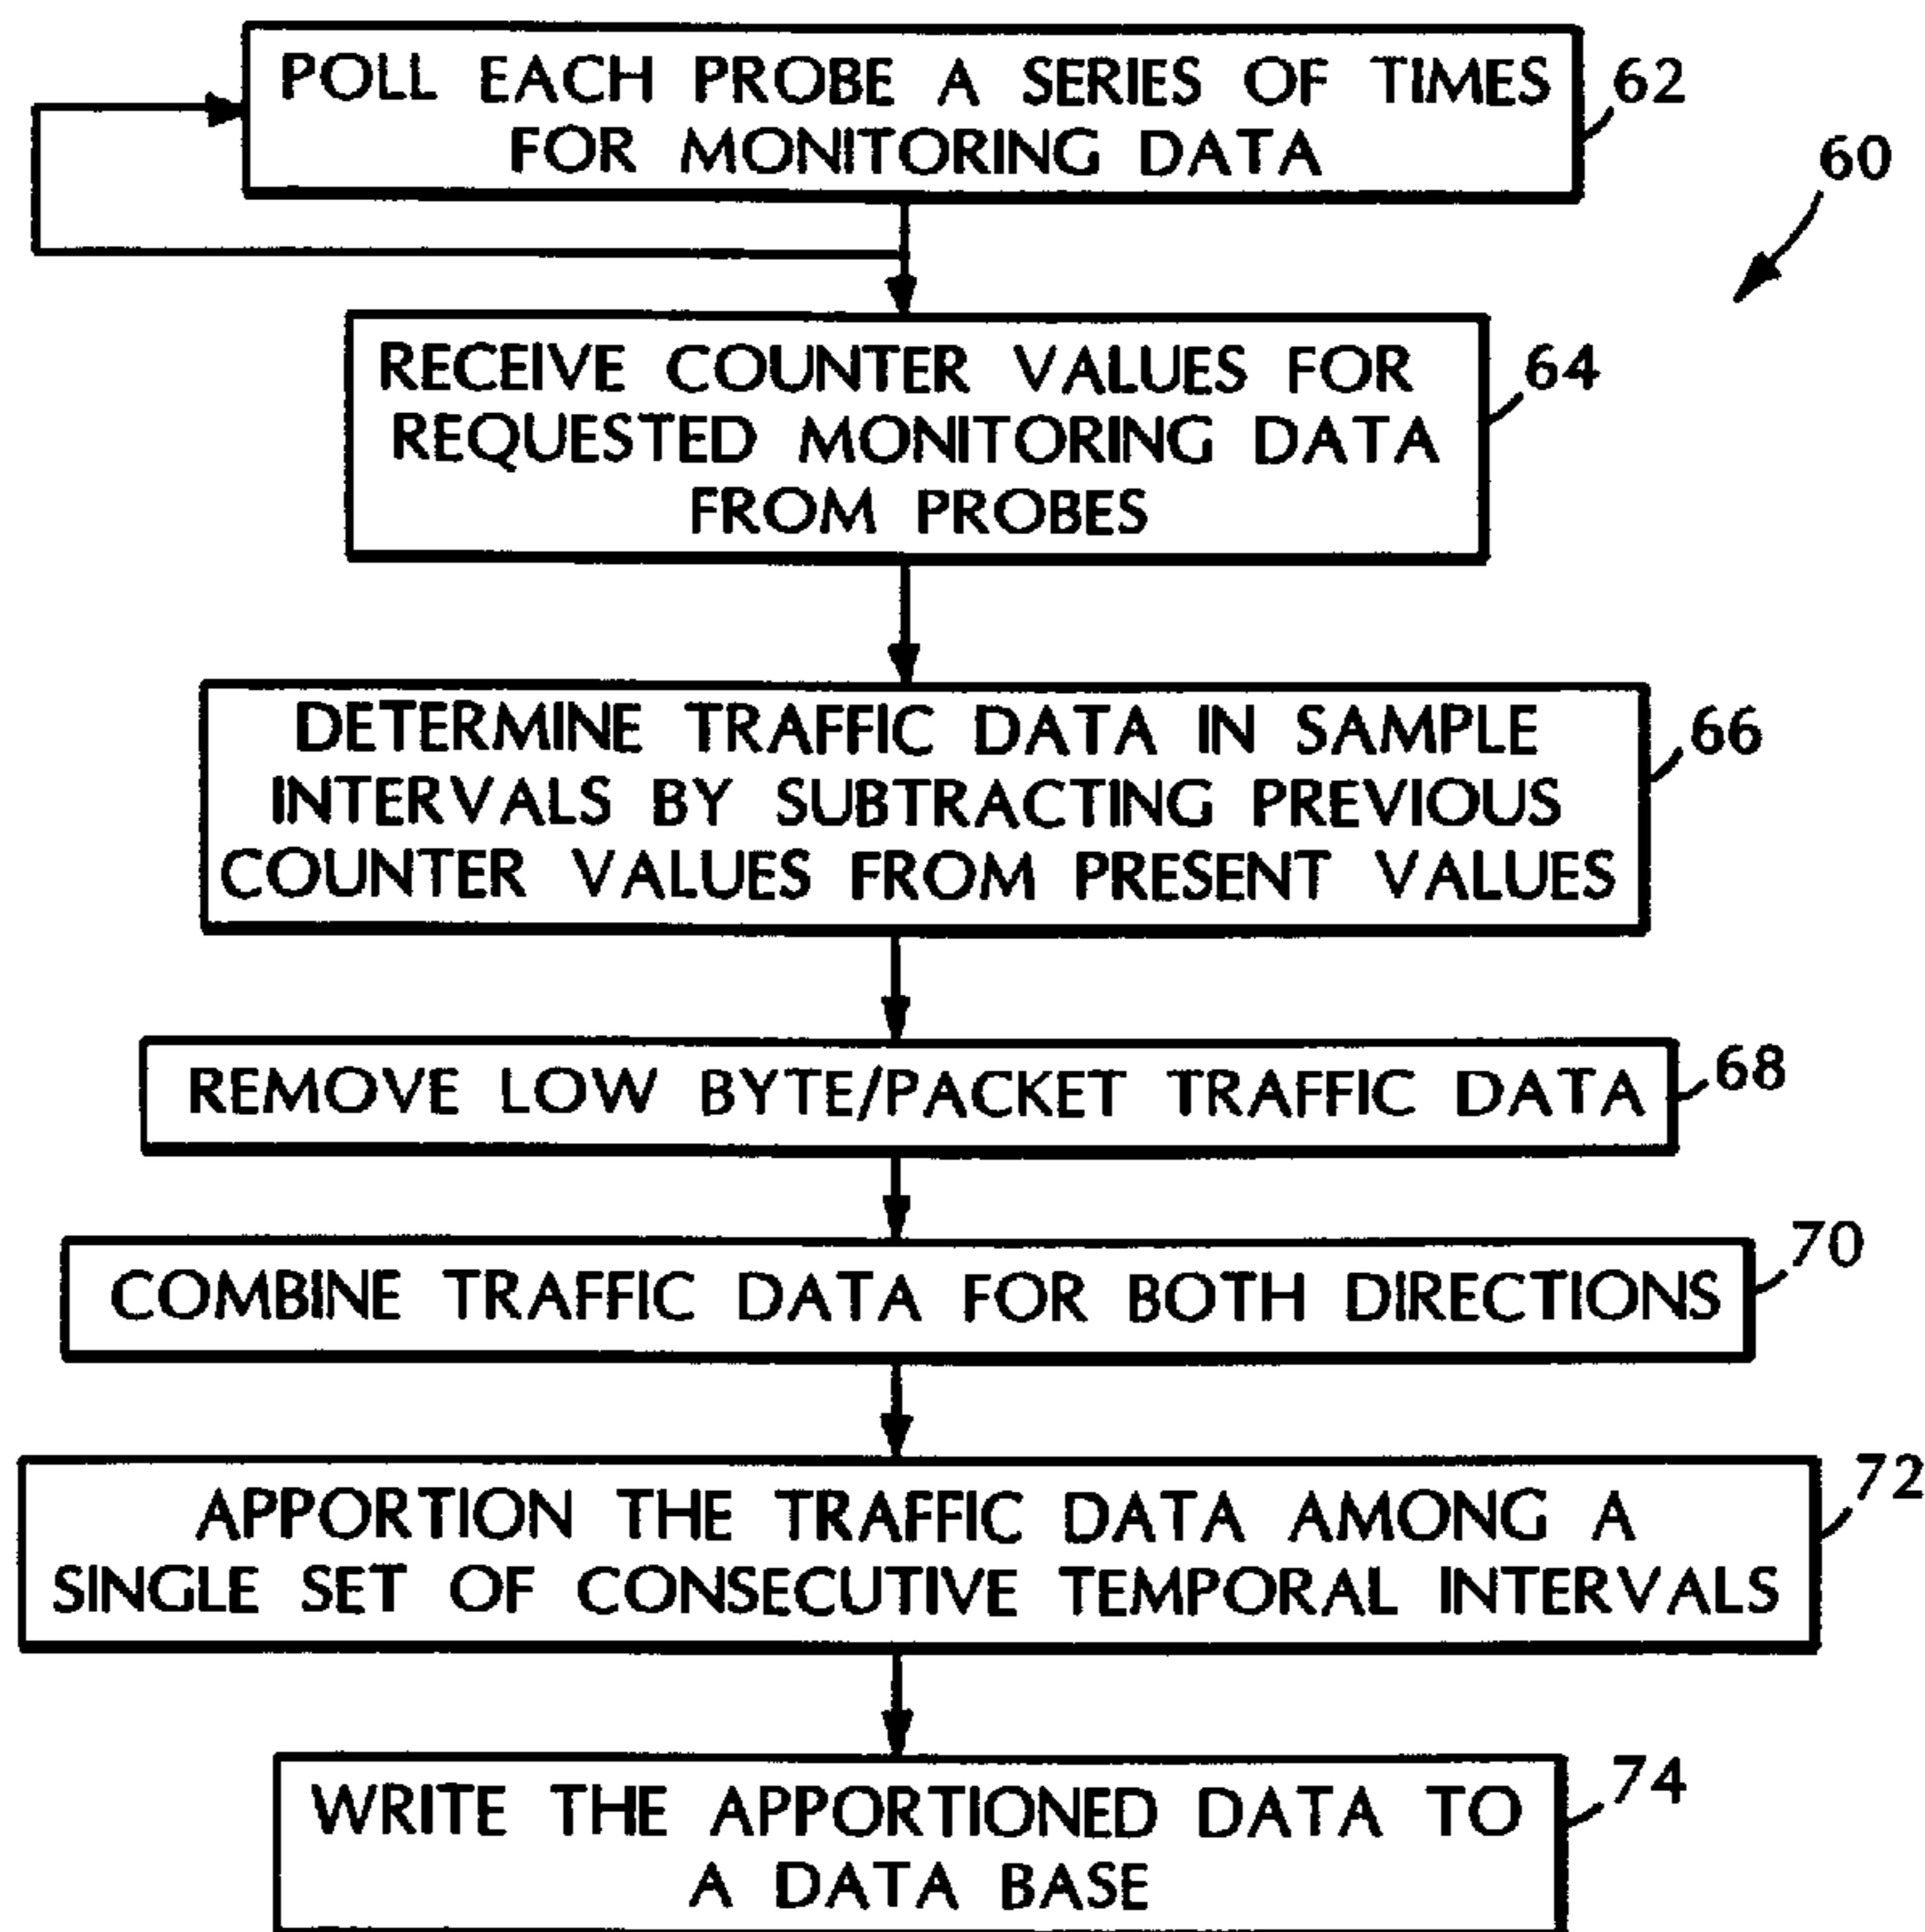 POLL EACH PROBE A SERIES OF TIMES
FOR MONITORING DATA
62
60
RECEIVE COUNTER VALUES FOR
REQUESTED MONITORING DATA
FROM PROBES
64
DETERMINE TRAFFIC DATA IN SAMPLE
INTERVALS BY SUBTRACTING PREVIOUS
COUNTER VALUES FROM PRESENT VALUES
66
REMOVE LOW BYTE/PACKET TRAFFIC DATA
68
COMBINE TRAFFIC DATA FOR BOTH DIRECTIONS
70
APPORTION THE TRAFFIC DATA AMONG A
SINGLE SET OF CONSECUTIVE TEMPORAL INTERVALS
72
WRITE THE APPORTIONED DATA TO
A DATA BASE
74